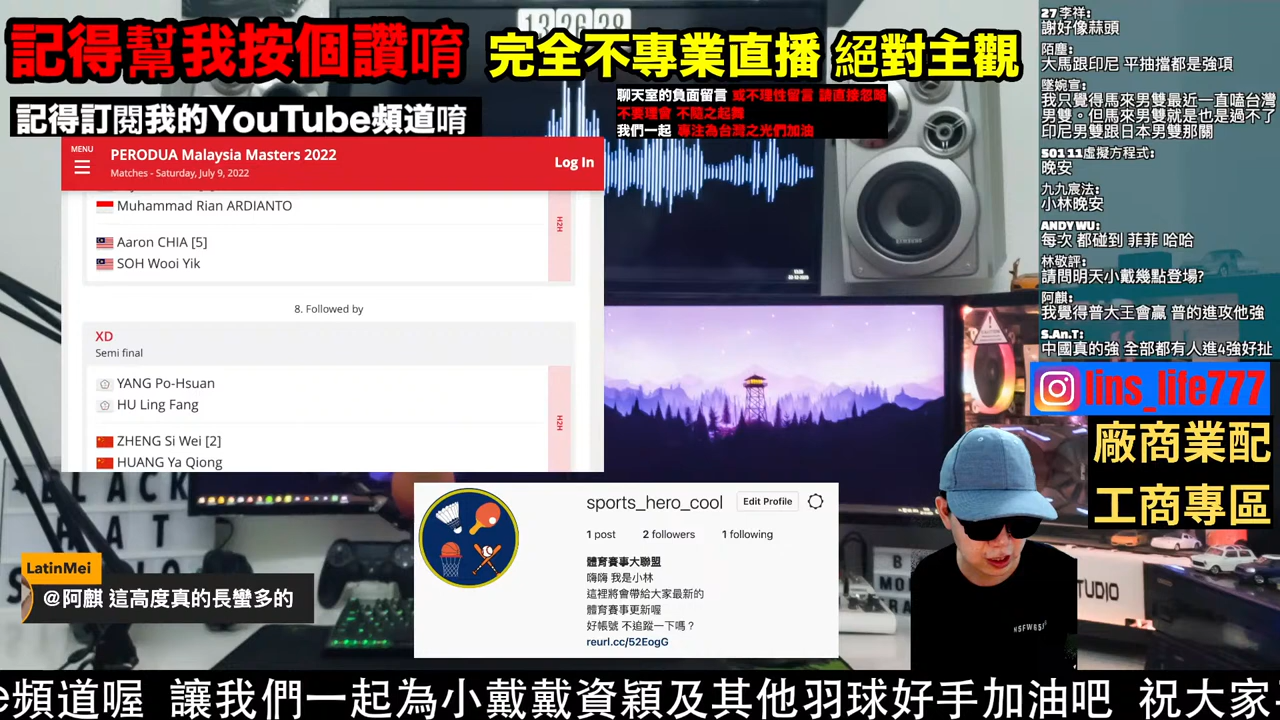 記得幫我按個讚唷
完全不專業直播 絕對主觀
記得訂閱我的YouTube頻道唷
聊天室的負面留言 或不理性留言 請直接忽略
不要理會 不隨之起舞
我們一起 專注為台灣之光們加油
MENU
PERODUA Malaysia Masters 2022
Matches - Saturday, July 9, 2022
Log In
Muhammad Rian ARDIANTO
Aaron CHIA [5]
SOH Wooi Yik
H2H
8. Followed by
XD
Semi final
YANG Po-Hsuan
HU Ling Fang
ZHENG Si Wei [2]
HUANG Ya Qiong
H2H
27 李祥:
謝好像蒜頭
陌塵:
大馬跟印尼 平抽擋都是強項
墜婉宣:
我只覺得馬來男雙最近一直嗑台灣
男雙。但馬來男雙就是也是過不了
印尼男雙跟日本男雙那關
S01 11虛擬方程式:
晚安
九九宸法:
小林晚安
ANDY WU:
每次 都碰到 菲菲 哈哈
林敬評:
請問明天小戴幾點登場?
阿麒:
我覺得普大王會贏 普的進攻他強
S.An.T:
中國真的強 全部都有人進4強好扯
lins_life777
廠商業配
工商專區
sports_hero_cool
Edit Profile
1 post
2 followers
1 following
體育賽事大聯盟
嗨嗨 我是小林
這裡將會帶給大家最新的
體育賽事更新喔
好帳號 不追蹤一下嗎？
reurl.cc/52EogG
LatinMei
@阿麒 這高度真的長蠻多的
BLACK
STUDIO
e頻道喔 讓我們一起為小戴戴資穎及其他羽球好手加油吧 祝大家